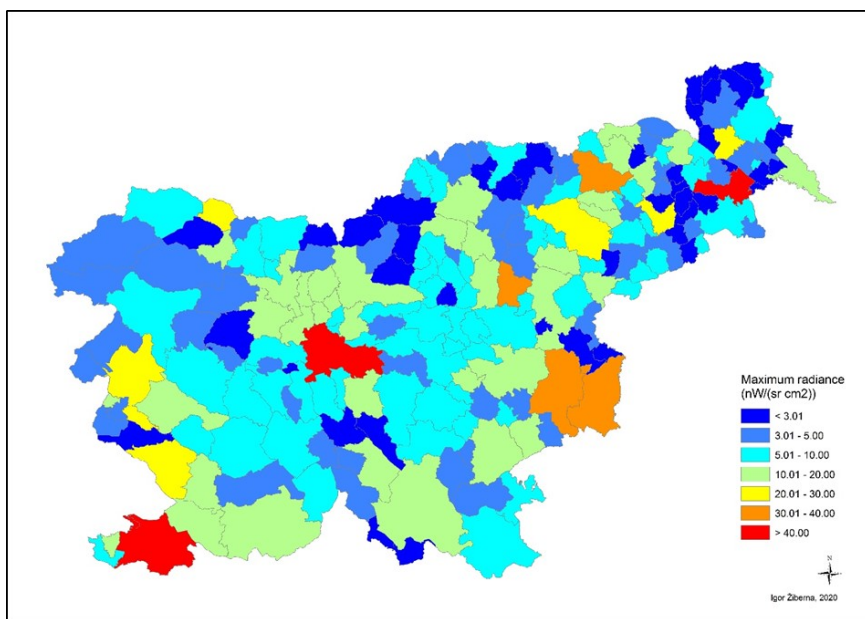 Maximum radiance
(nW/(sr cm2))
< 3.01
3.01 - 5.00
5.01 - 10.00
10.01 - 20.00
20.01 - 30.00
30.01 - 40.00
> 40.00
N
Igor Žiberna, 2020